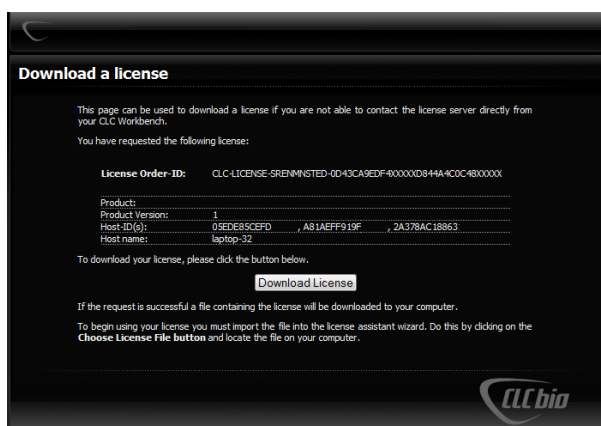 Download a license
This page can be used to download a license if you are not able to contact the license server directly from
your CLC Workbench.
You have requested the following license:
License Order-ID: CLC-LICENSE-SRENMNSTED-0D43CA9EDF4XXXXXD844A4C0C48XXXXX
Product:
Product Version: 1
Host-ID(s): 05EDE85CEFD , A81AEFF919F , 2A378AC18863
Host name: laptop-32
To download your license, please click the button below.
Download License
If the request is successful a file containing the license will be downloaded to your computer.
To begin using your license you must import the file into the license assistant wizard. Do this by clicking on the
Choose License File button and locate the file on your computer.
CLC bio